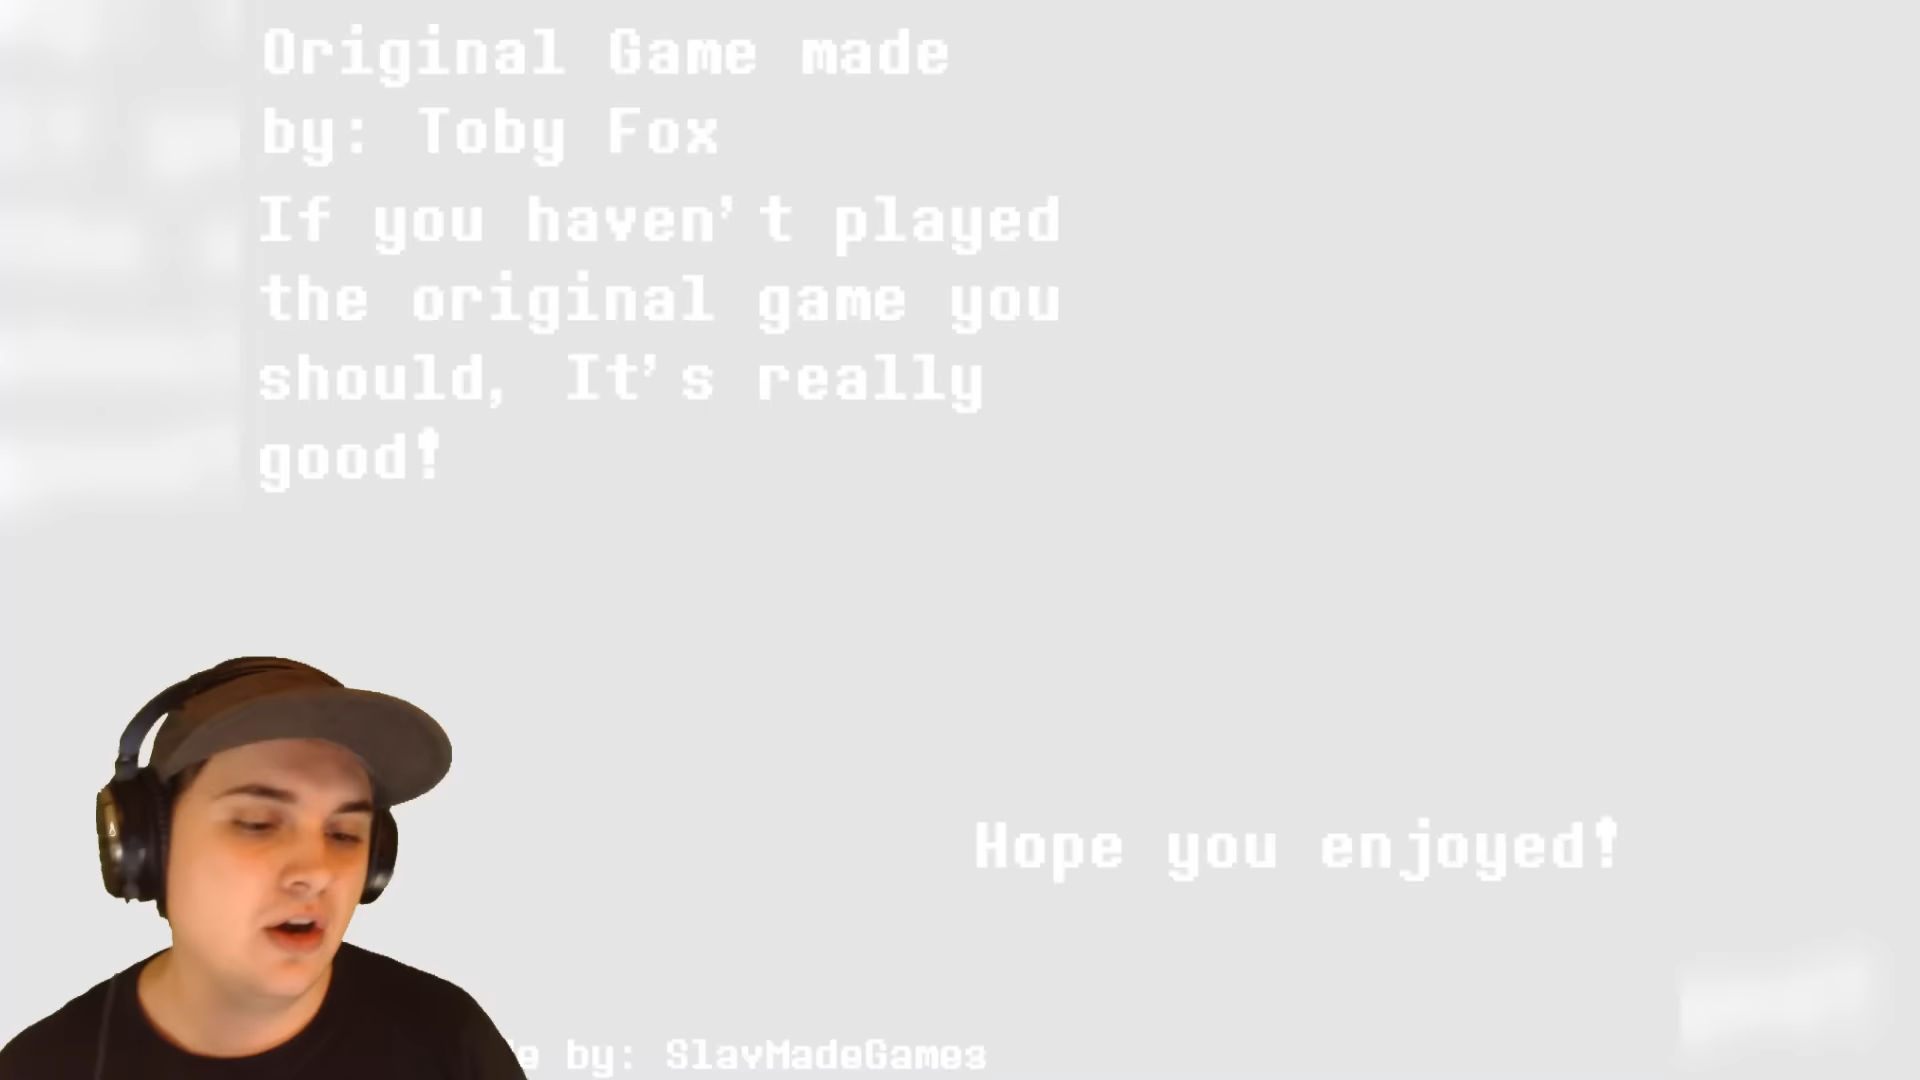 Original Game made
by: Toby Fox
If you haven't played
the original game you
should, It's really
good!
Hope you enjoyed!
by: SlavMadeGames